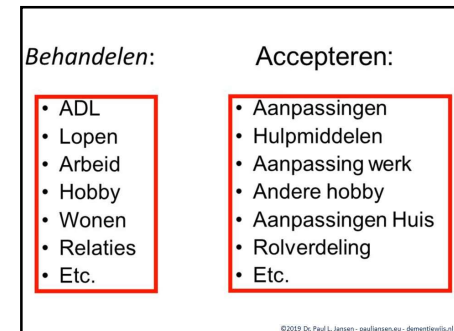 Behandelen:
• ADL
• Lopen
• Arbeid
• Hobby
• Wonen
• Relaties
• Etc.
Accepteren:
• Aanpassingen
• Hulpmiddelen
• Aanpassing werk
• Andere hobby
• Aanpassingen Huis
• Rolverdeling
• Etc.
©2019 Dr. Paul L. Jansen - pauljansen.eu - dementiewijs.nl